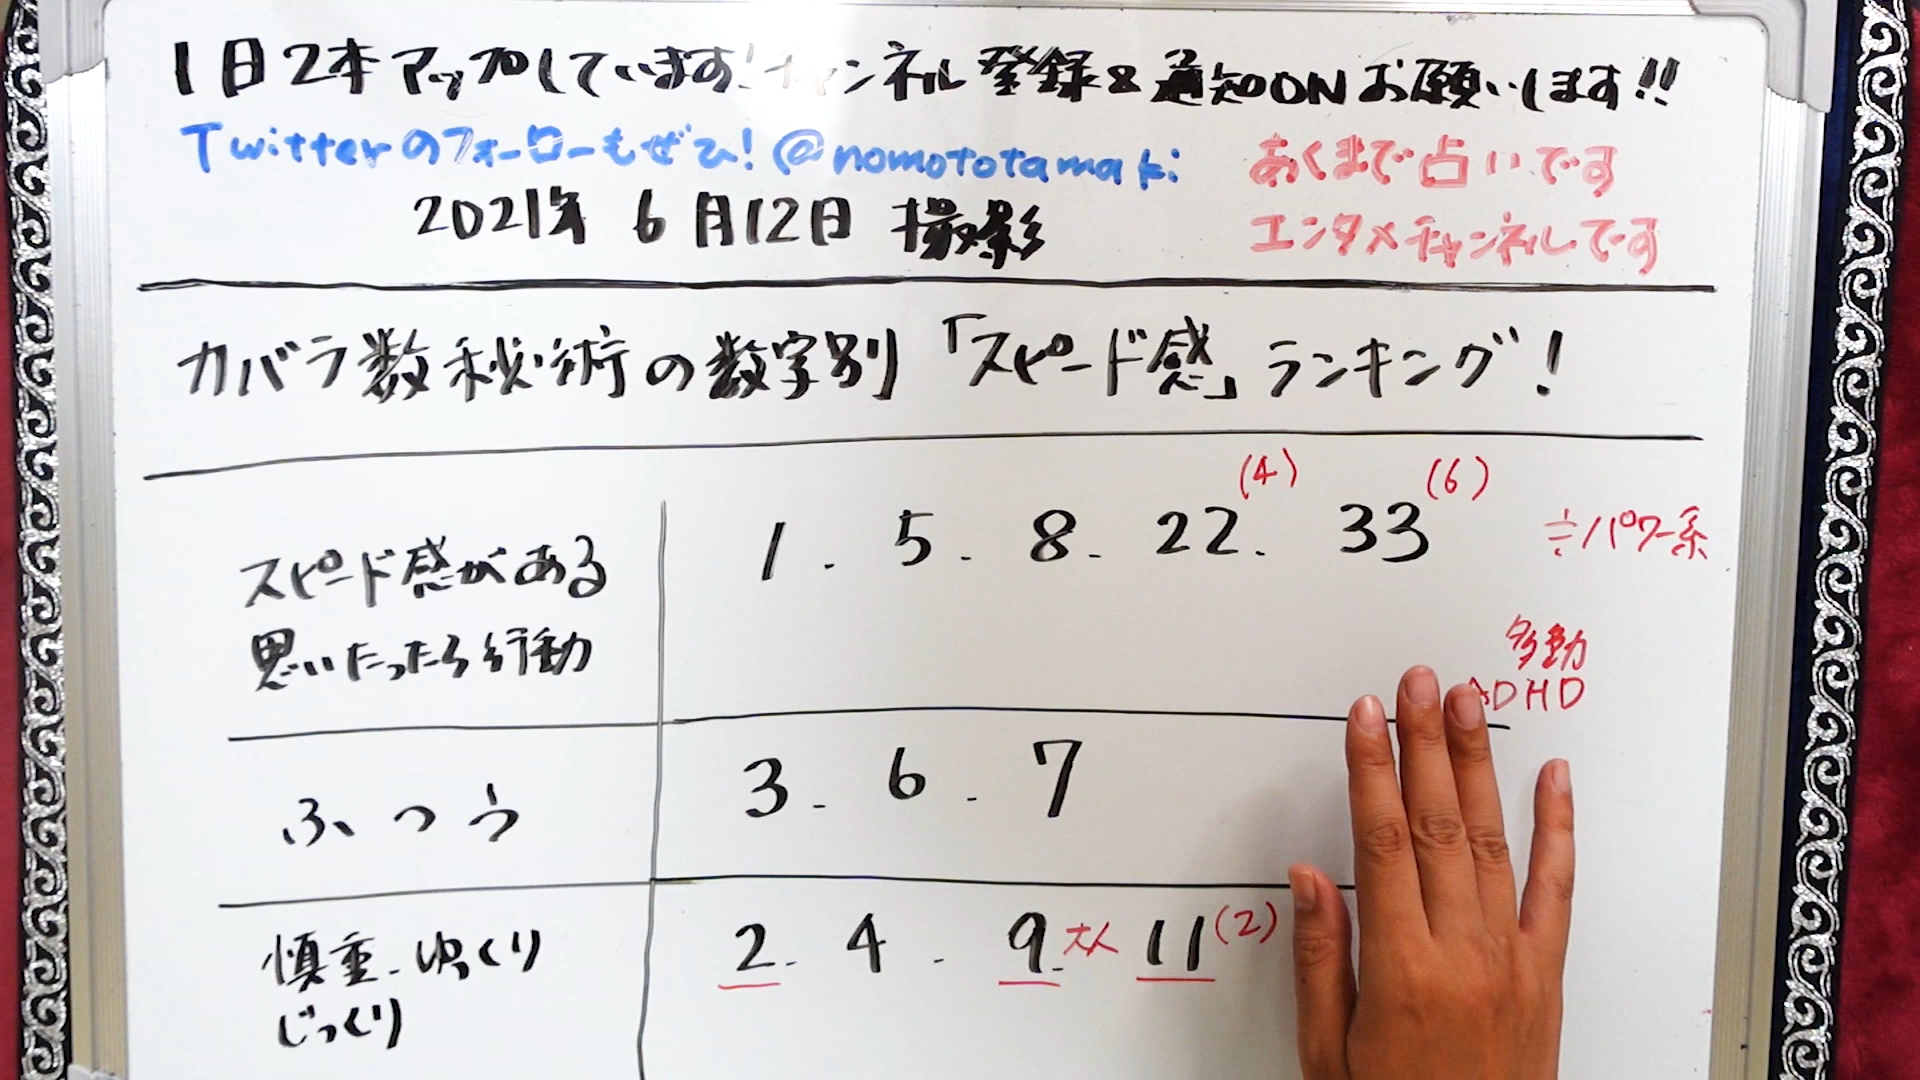 1日2本アップしています!チャンネル登録&通知ONお願いします!!
Twitterのフォローもぜひ!@nomototamaki
あくまで占いです
2021年 6月12日 撮影
エンタメチャンネルです
カバラ数秘術の数字別「スピード感」ランキング!
スピード感がある
思いたったら行動
1. 5. 8. 22.(4) 33(6)
≒パワー系
多動
ADHD
ふつう
3. 6. 7
慎重.ゆっくり
じっくり
2. 4. 9.大人 11(2)